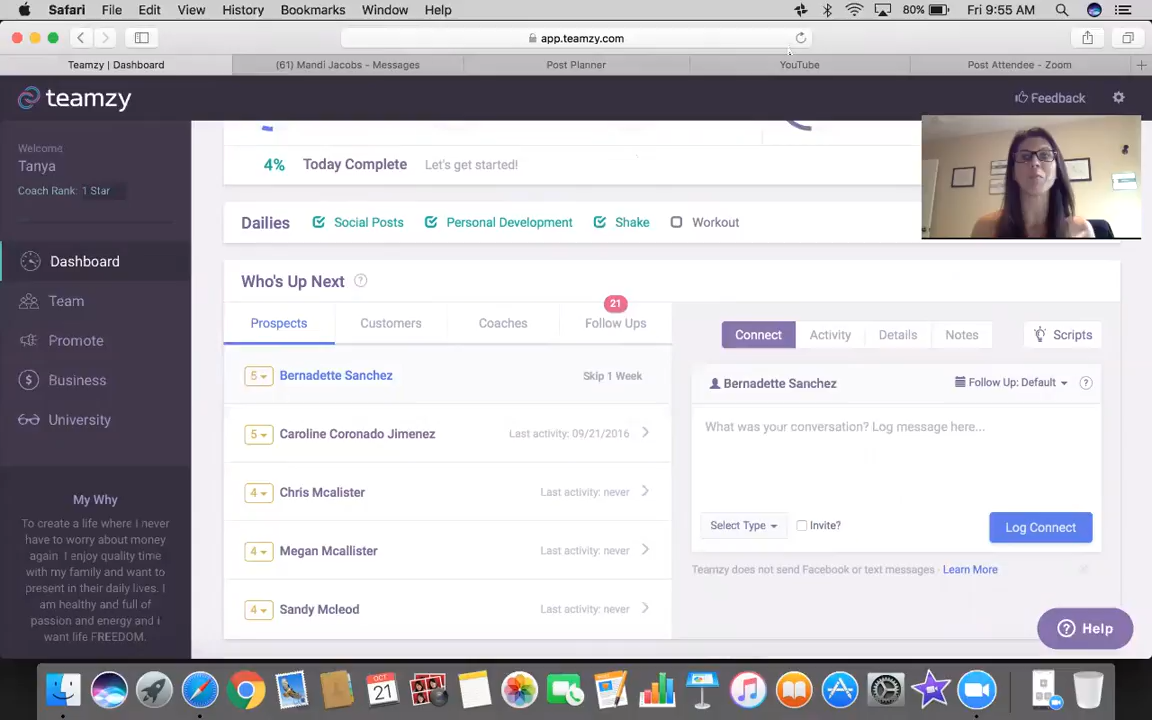 Safari File Edit View History Bookmarks Window Help 80% Fri 9:55 AM
app.teamzy.com
Teamzy | Dashboard (61) Mandi Jacobs - Messages Post Planner YouTube Post Attendee - Zoom
teamzy Feedback
Welcome
Tanya
Coach Rank: 1 Star
Dashboard
Team
Promote
Business
University
My Why
To create a life where I never
have to worry about money
again. I enjoy quality time
with my family and want to
present in their daily lives. I
am healthy and full of
passion and energy and I
want life FREEDOM.
4% Today Complete Let's get started!
Dailies Social Posts Personal Development Shake Workout
Who's Up Next ?
21
Prospects Customers Coaches Follow Ups
5 Bernadette Sanchez Skip 1 Week
5 Caroline Coronado Jimenez Last activity: 09/21/2016
4 Chris Mcalister Last activity: never
4 Megan Mcallister Last activity: never
4 Sandy Mcleod Last activity: never
Connect Activity Details Notes Scripts
Bernadette Sanchez Follow Up: Default ?
What was your conversation? Log message here...
Select Type Invite? Log Connect
Teamzy does not send Facebook or text messages - Learn More
? Help
OCT
21